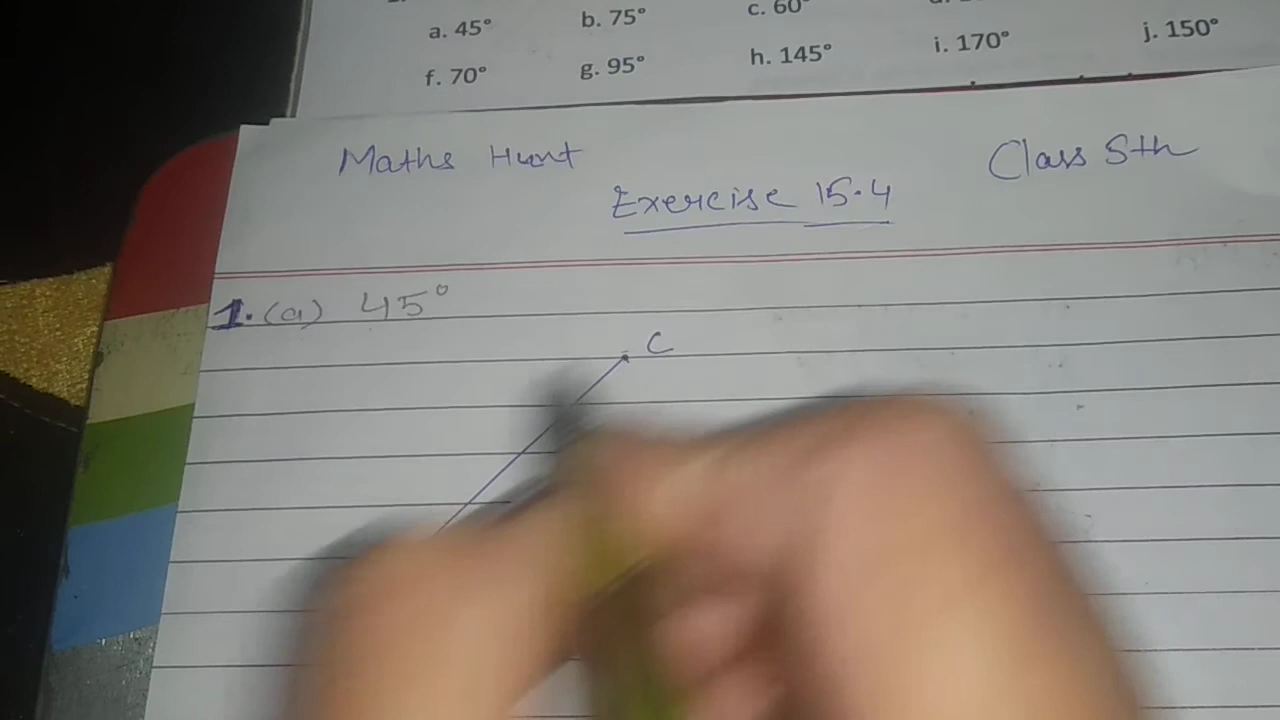 a. 45° b. 75° c. 60°
f. 70° g. 95° h. 145° i. 170° j. 150°
Maths Hunt Class 5th
Exercise 15.4
1. (a) 45°
C